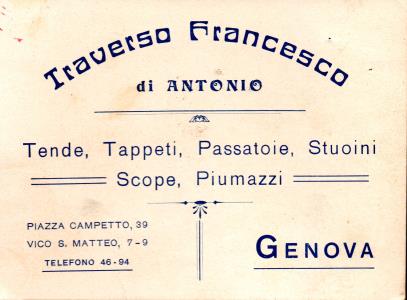 Traverso Francesco
di ANTONIO
Tende, Tappeti, Passatoie, Stuoini
Scope, Piumazzi
PIAZZA CAMPETTO, 39
VICO S. MATTEO, 7-9
TELEFONO 46-94
GENOVA